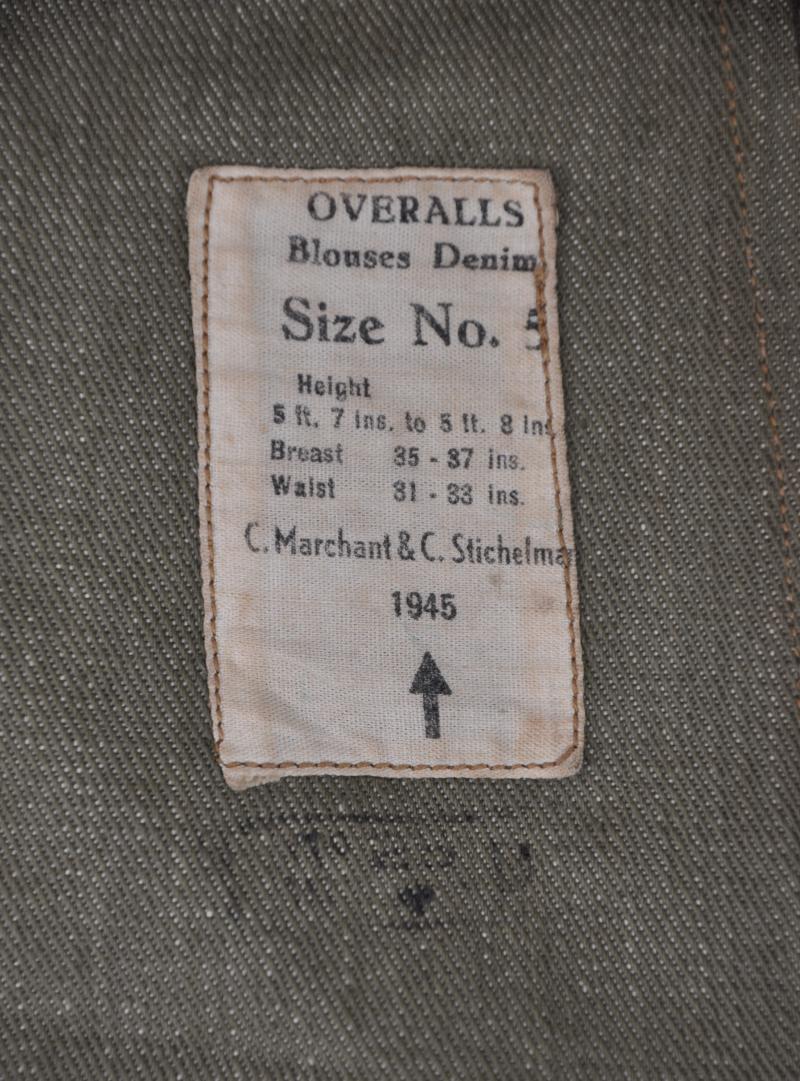 OVERALLS
Blouses Denim
Size No. 5
Height
5 ft. 7 ins. to 5 ft. 8 ins
Breast 35 - 37 ins.
Waist 31 - 33 ins.
C. Marchant & C. Stichelma
1945